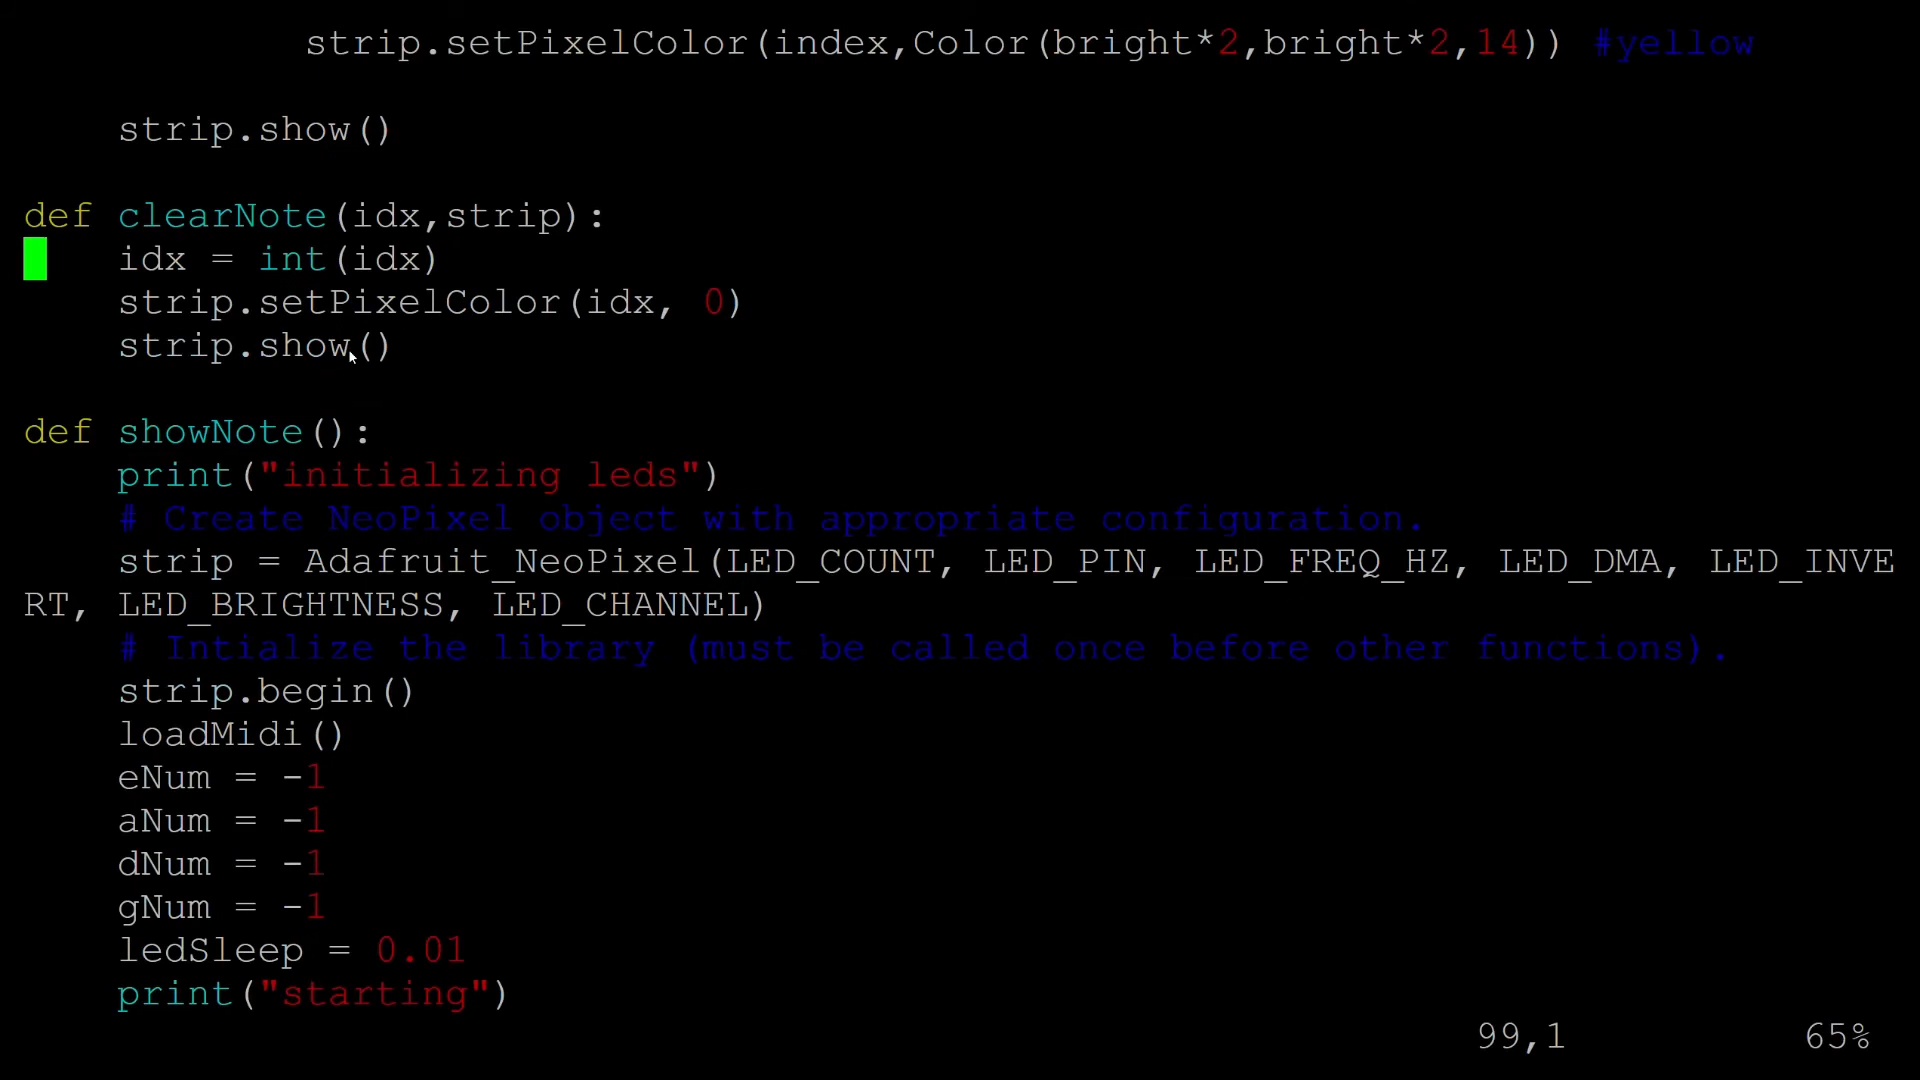 strip.setPixelColor(index,Color(bright*2,bright*2,14)) #yellow
strip.show()
def clearNote(idx,strip):
idx = int(idx)
strip.setPixelColor(idx, 0)
strip.show()
def showNote():
print("initializing leds")
# Create NeoPixel object with appropriate configuration.
strip = Adafruit_NeoPixel(LED_COUNT, LED_PIN, LED_FREQ_HZ, LED_DMA, LED_INVE
RT, LED_BRIGHTNESS, LED_CHANNEL)
# Intialize the library (must be called once before other functions).
strip.begin()
loadMidi()
eNum = -1
aNum = -1
dNum = -1
gNum = -1
ledSleep = 0.01
print("starting")
99,1 65%